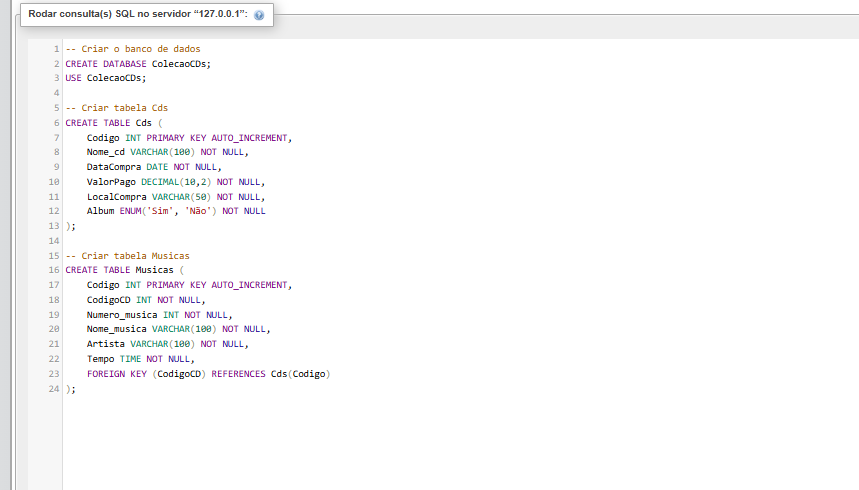 Rodar consulta(s) SQL no servidor “127.0.0.1”:
1 -- Criar o banco de dados
2 CREATE DATABASE ColecaoCDs;
3 USE ColecaoCDs;
4
5 -- Criar tabela Cds
6 CREATE TABLE Cds (
7 Codigo INT PRIMARY KEY AUTO_INCREMENT,
8 Nome_cd VARCHAR(100) NOT NULL,
9 DataCompra DATE NOT NULL,
10 ValorPago DECIMAL(10,2) NOT NULL,
11 LocalCompra VARCHAR(50) NOT NULL,
12 Album ENUM('Sim', 'Não') NOT NULL
13 );
14
15 -- Criar tabela Musicas
16 CREATE TABLE Musicas (
17 Codigo INT PRIMARY KEY AUTO_INCREMENT,
18 CodigoCD INT NOT NULL,
19 Numero_musica INT NOT NULL,
20 Nome_musica VARCHAR(100) NOT NULL,
21 Artista VARCHAR(100) NOT NULL,
22 Tempo TIME NOT NULL,
23 FOREIGN KEY (CodigoCD) REFERENCES Cds(Codigo)
24 );